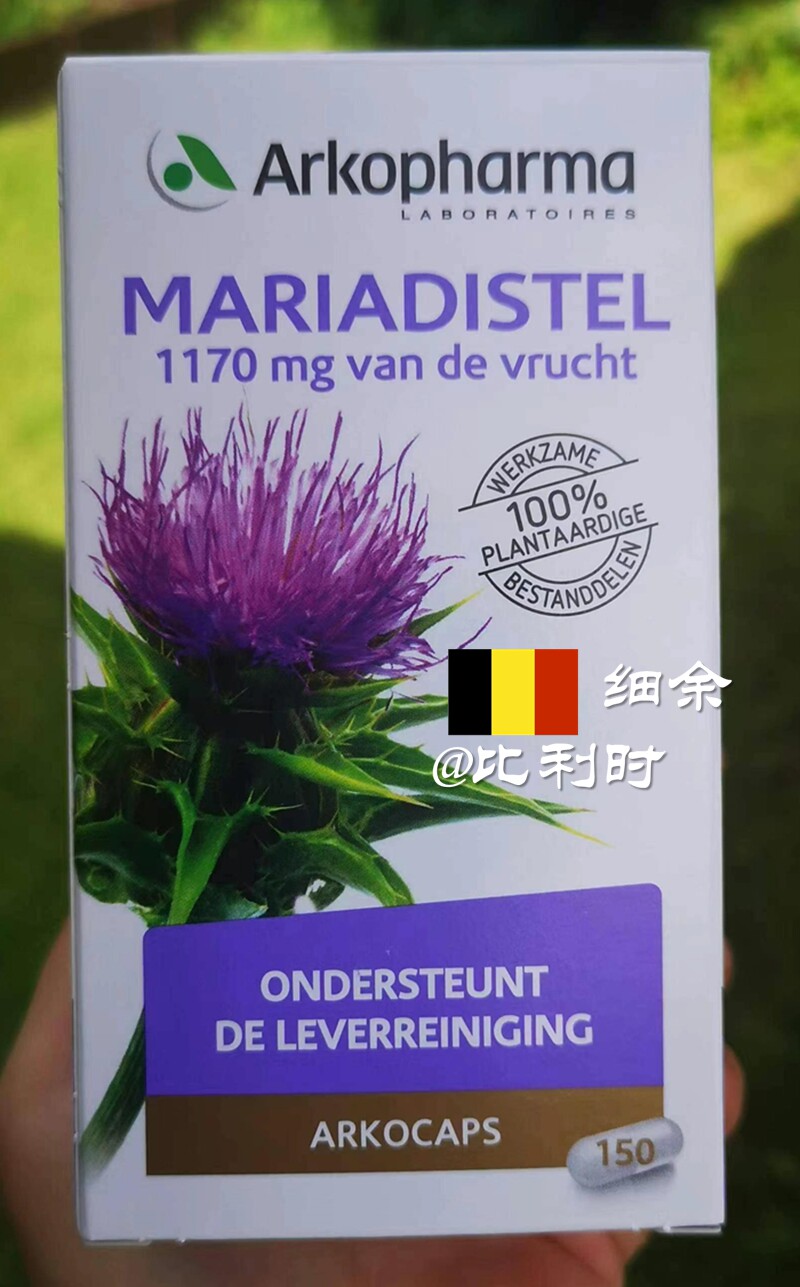 Arkopharma
LABORATOIRES
MARIADISTEL
1170 mg van de vrucht
WERKZAME
100%
PLANTAARDIGE
BESTANDDELEN
细余
@比利时
ONDERSTEUNT
DE LEVERREINIGING
ARKOCAPS
150